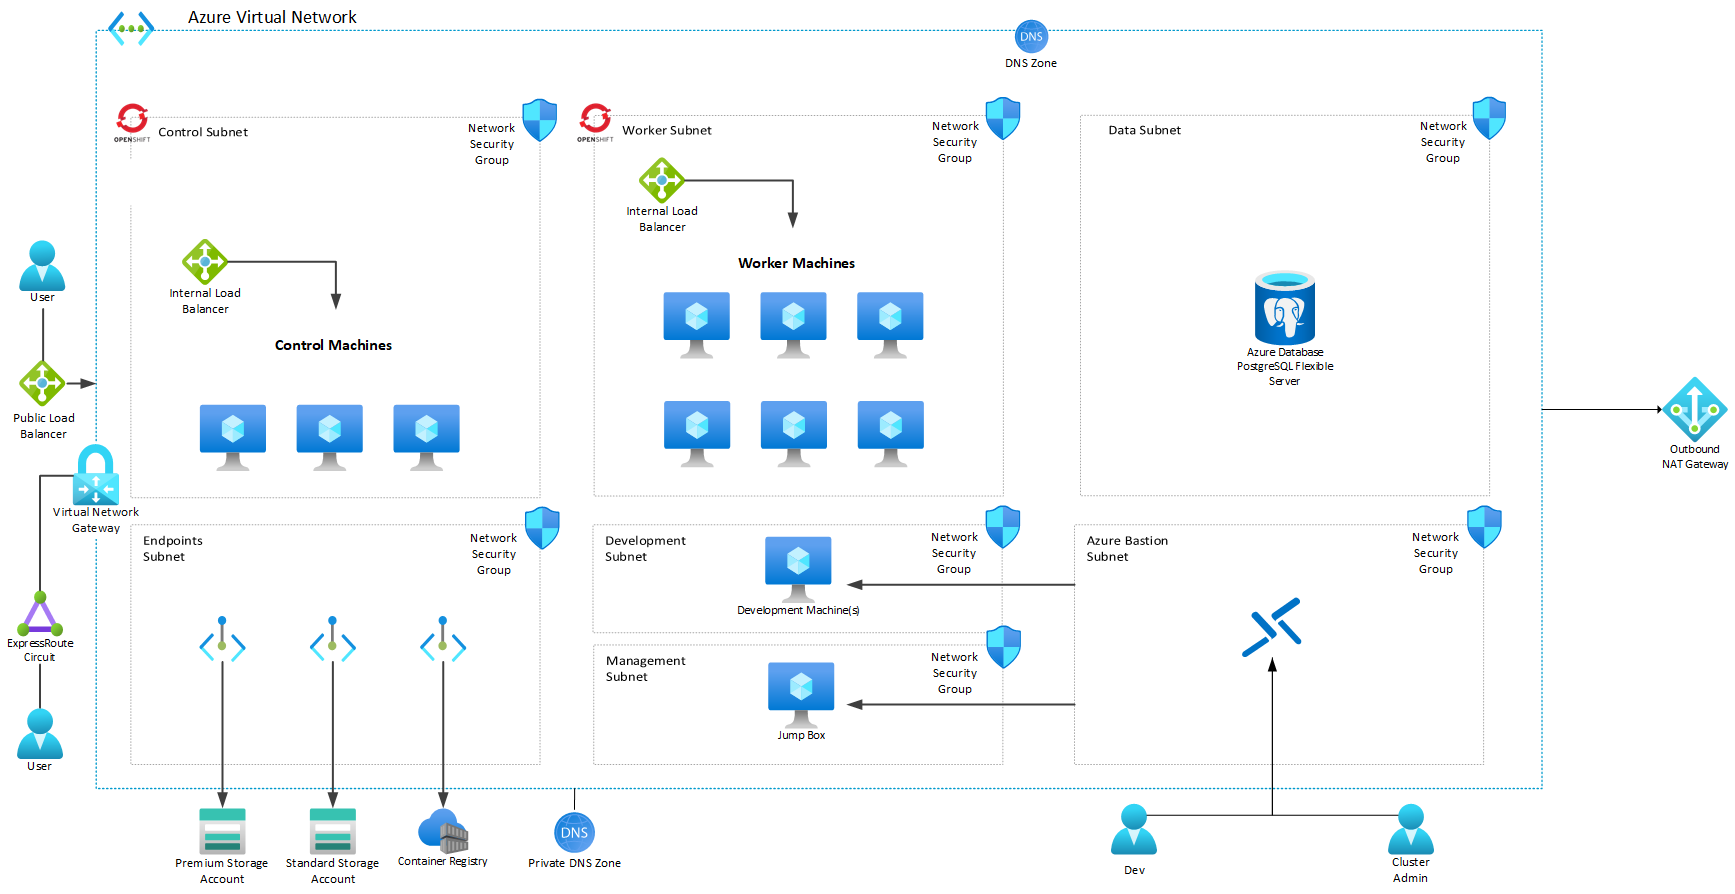 Azure Virtual Network
DNS
DNS Zone
OPENSHIFT
Control Subnet
Network
Security
Group
OPENSHIFT
Worker Subnet
Network
Security
Group
Data Subnet
Network
Security
Group
Internal Load
Balancer
Worker Machines
Internal Load
Balancer
Control Machines
User
Public Load
Balancer
Azure Database
PostgreSQL Flexible
Server
Outbound
NAT Gateway
Virtual Network
Gateway
Endpoints
Subnet
Network
Security
Group
Development
Subnet
Network
Security
Group
Development Machine(s)
Azure Bastion
Subnet
Network
Security
Group
ExpressRoute
Circuit
User
Management
Subnet
Network
Security
Group
Jump Box
Premium Storage
Account
Standard Storage
Account
Container Registry
DNS
Private DNS Zone
Dev
Cluster
Admin